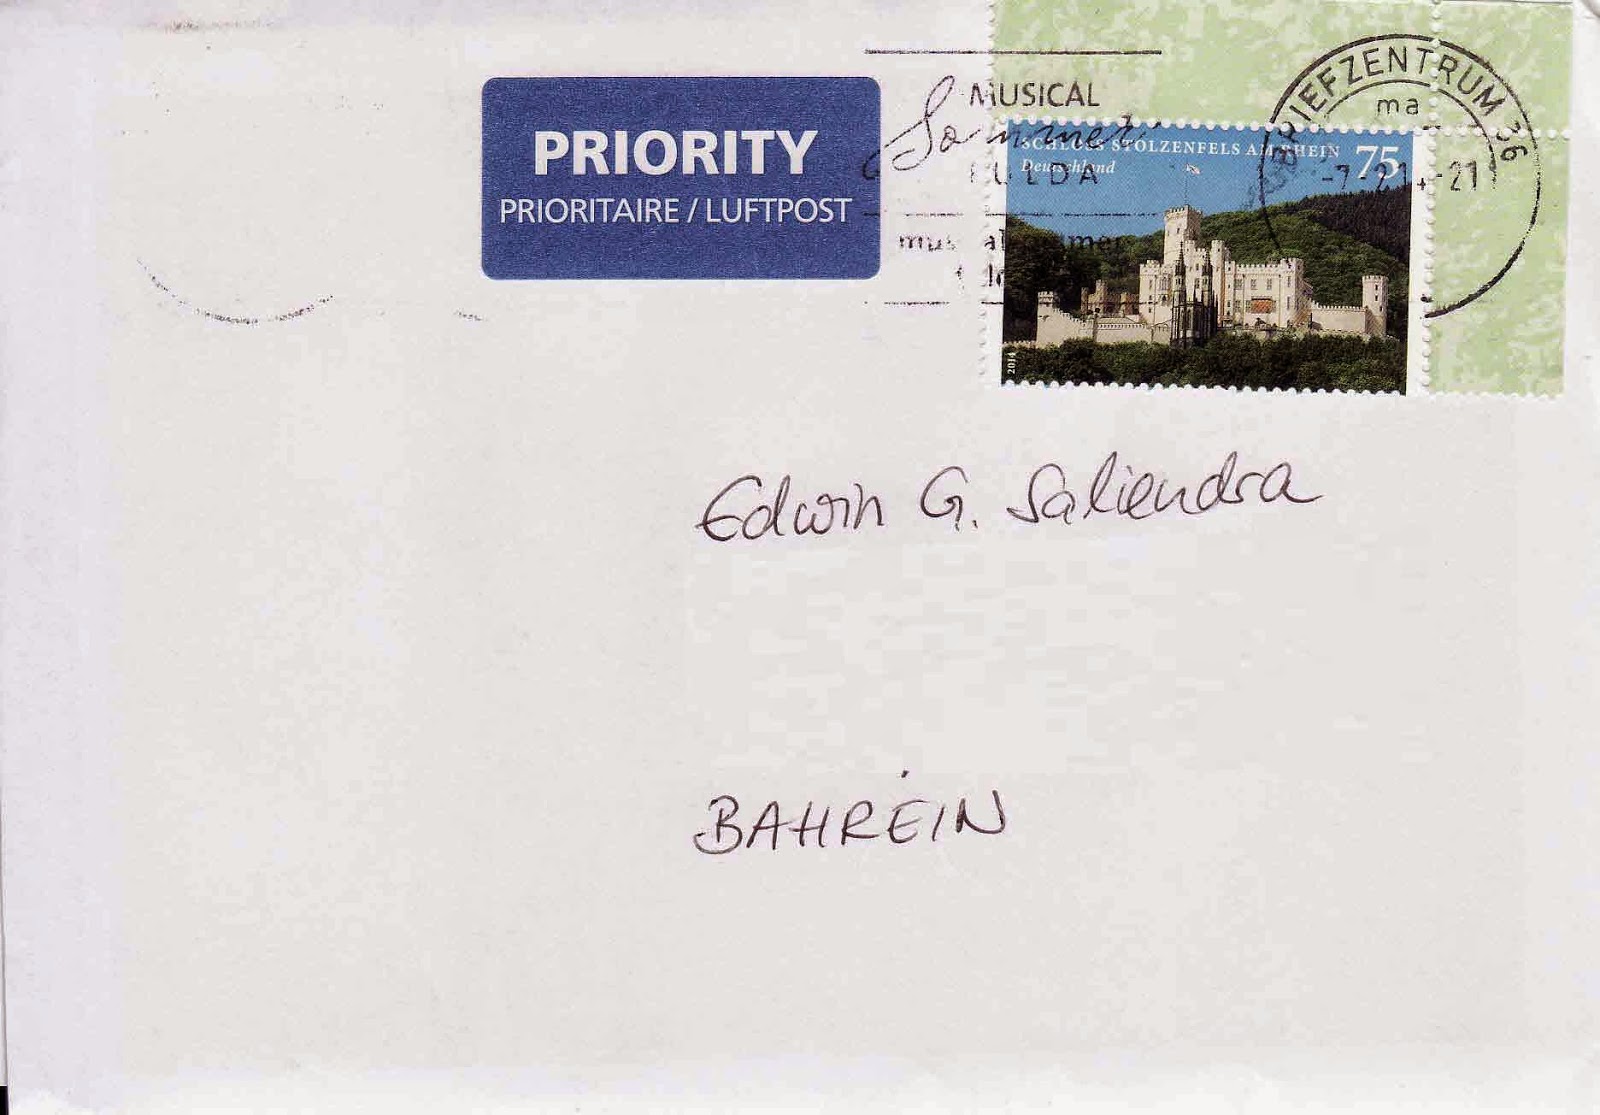 PRIORITY
PRIORITAIRE / LUFTPOST
MUSICAL
Sommer
FULDA
BRIEFZENTRUM 36
ma
SCHLOSS STOLZENFELS AM RHEIN 75
Deutschland
2014
Edwin G. Saliendra
BAHREIN